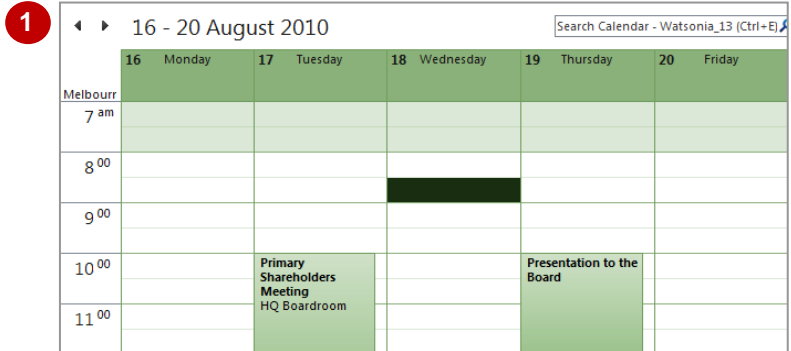 1
16 - 20 August 2010
Search Calendar - Watsonia_13 (Ctrl+E)
16 Monday 17 Tuesday 18 Wednesday 19 Thursday 20 Friday
Melbourr
7 am
8 00
9 00
10 00
Primary
Shareholders
Meeting
HQ Boardroom
Presentation to the
Board
11 00